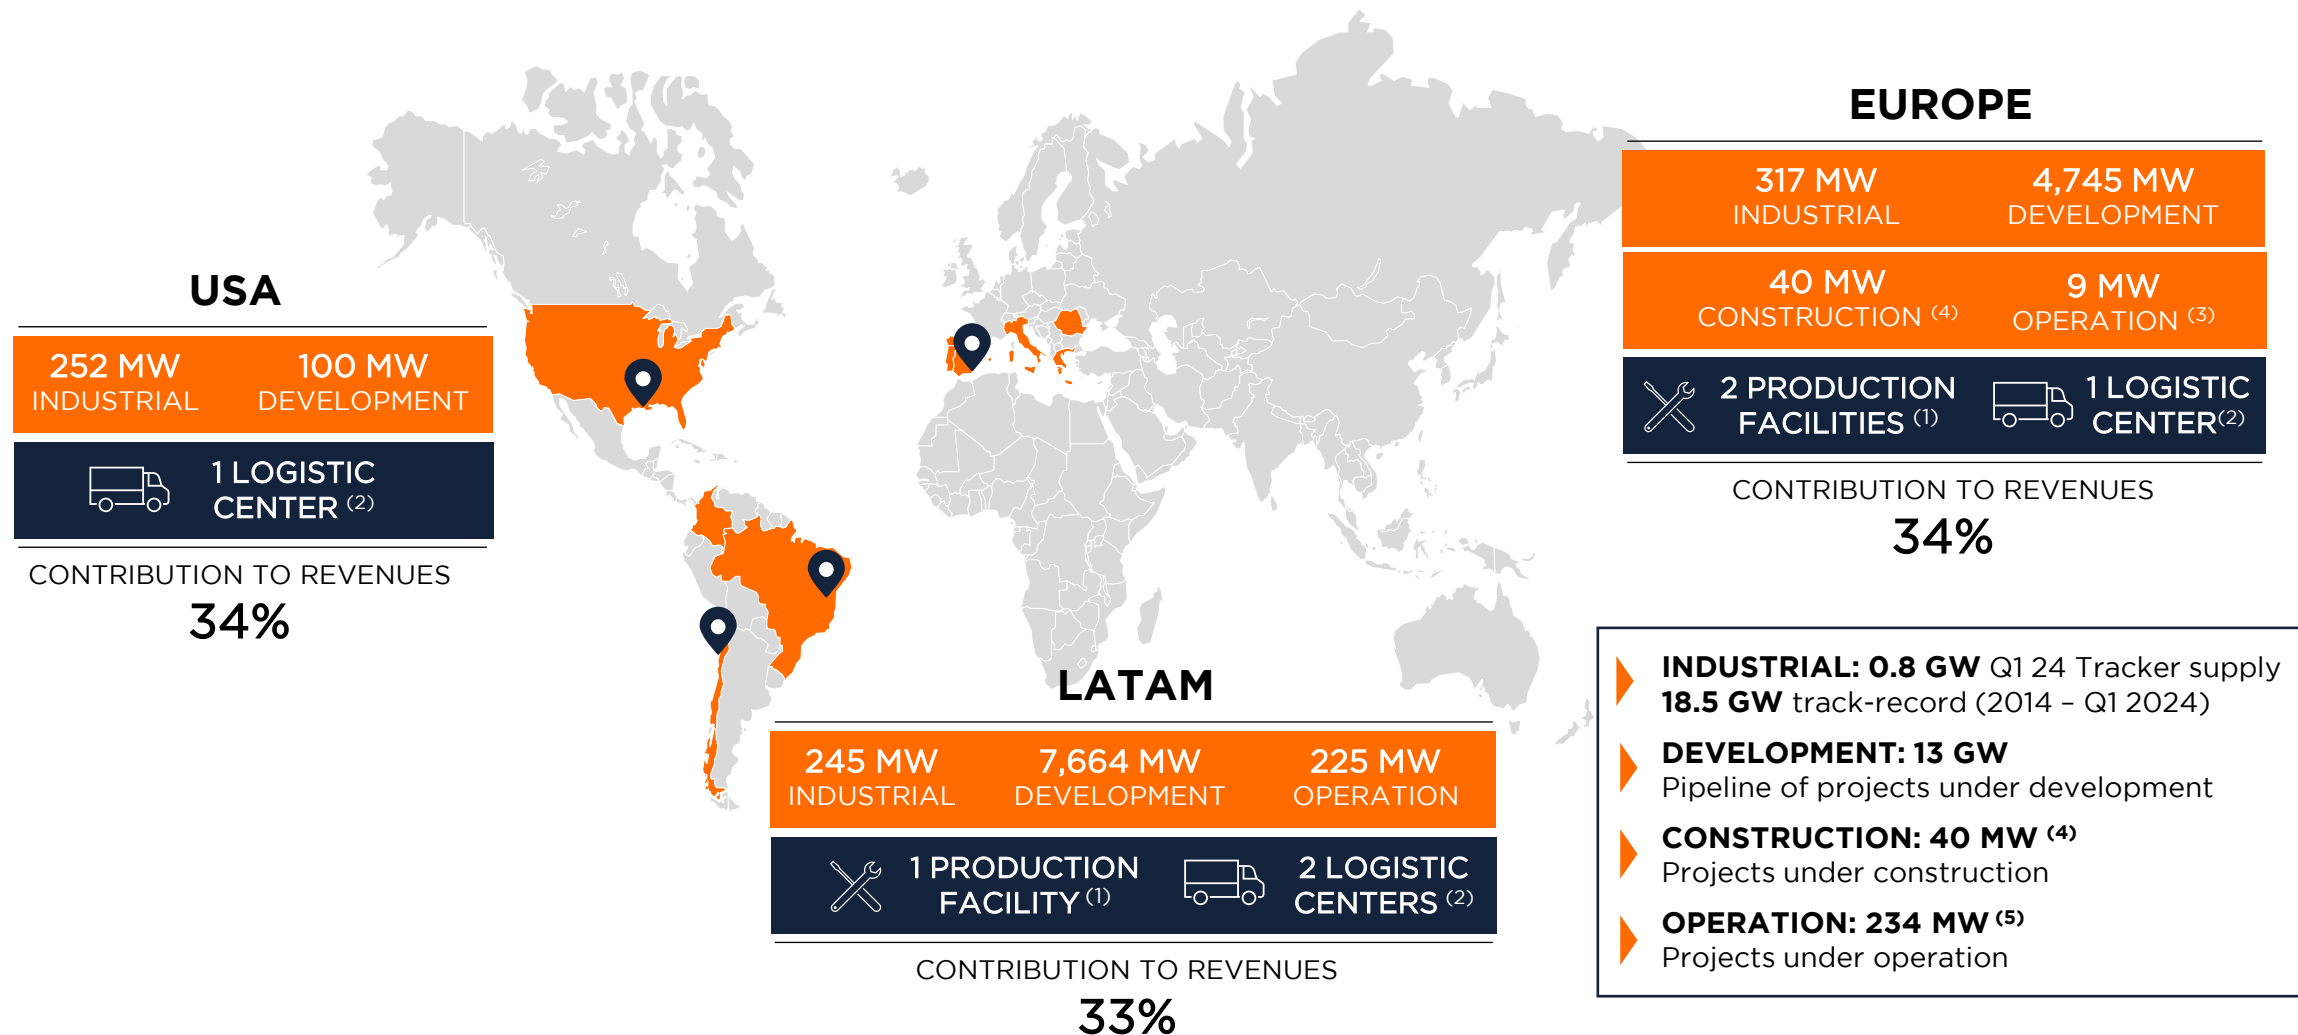 USA
252 MW
INDUSTRIAL
100 MW
DEVELOPMENT
1 LOGISTIC
CENTER (2)
CONTRIBUTION TO REVENUES
34%
EUROPE
317 MW
INDUSTRIAL
4,745 MW
DEVELOPMENT
40 MW
CONSTRUCTION (4)
9 MW
OPERATION (3)
2 PRODUCTION
FACILITIES (1)
1 LOGISTIC
CENTER(2)
CONTRIBUTION TO REVENUES
34%
LATAM
245 MW
INDUSTRIAL
7,664 MW
DEVELOPMENT
225 MW
OPERATION
1 PRODUCTION
FACILITY (1)
2 LOGISTIC
CENTERS (2)
CONTRIBUTION TO REVENUES
33%
INDUSTRIAL: 0.8 GW Q1 24 Tracker supply
18.5 GW track-record (2014 – Q1 2024)
DEVELOPMENT: 13 GW
Pipeline of projects under development
CONSTRUCTION: 40 MW (4)
Projects under construction
OPERATION: 234 MW (5)
Projects under operation